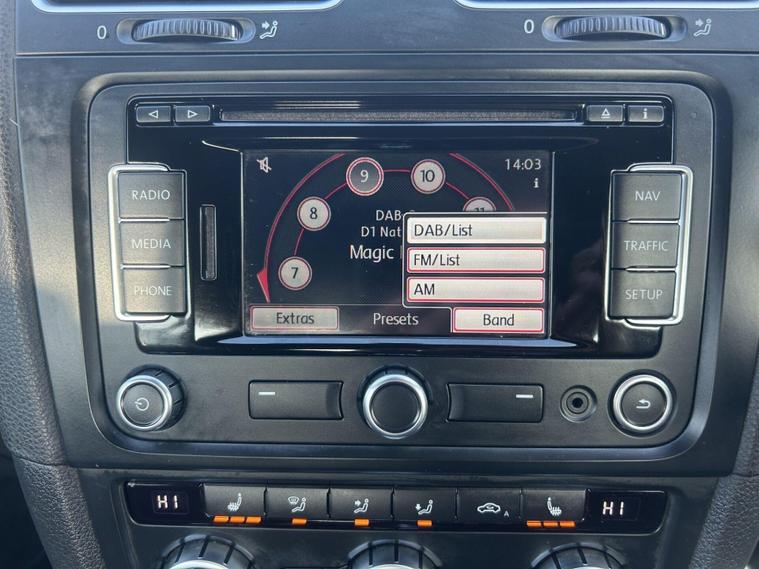 0
0
i
RADIO
MEDIA
PHONE
14:03
i
7
8
9
10
11
DAB
D1 Nat
Magic
DAB/List
FM/List
AM
Extras
Presets
Band
NAV
TRAFFIC
SETUP
HI
A
HI